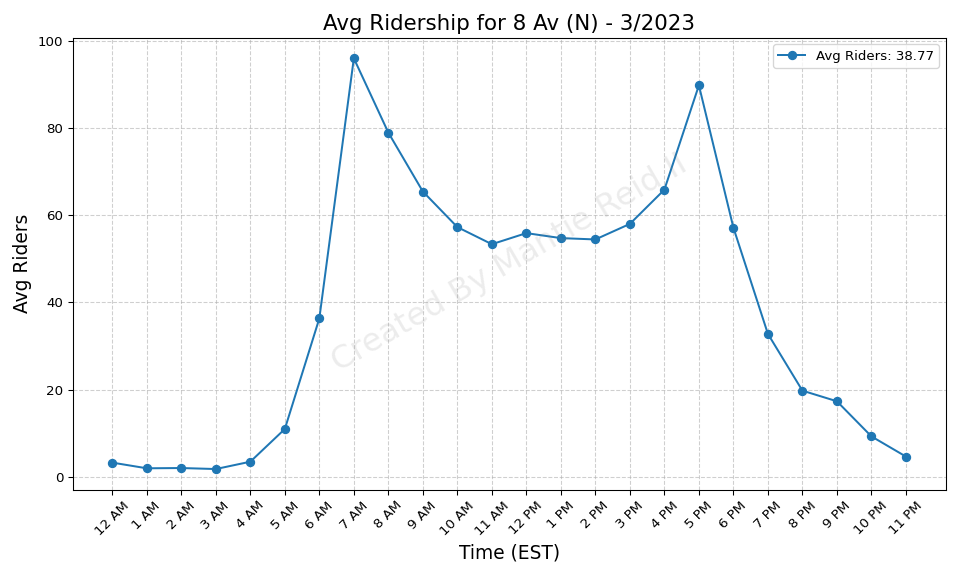 Avg Ridership for 8 Av (N) - 3/2023
Avg Riders: 38.77
100
80
60
40
20
0
Avg Riders
Created By Mantle Reid II
12 AM
1 AM
2 AM
3 AM
4 AM
5 AM
6 AM
7 AM
8 AM
9 AM
10 AM
11 AM
12 PM
1 PM
2 PM
3 PM
4 PM
5 PM
6 PM
7 PM
8 PM
9 PM
10 PM
11 PM
Time (EST)